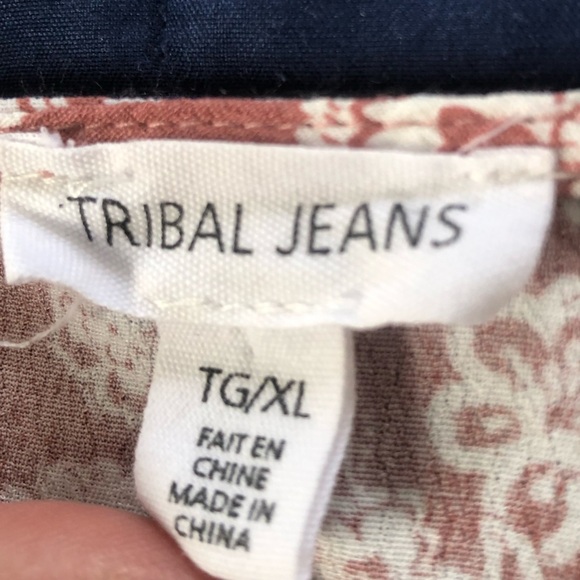 TRIBAL JEANS
TG/XL
FAIT EN
CHINE
MADE IN
CHINA